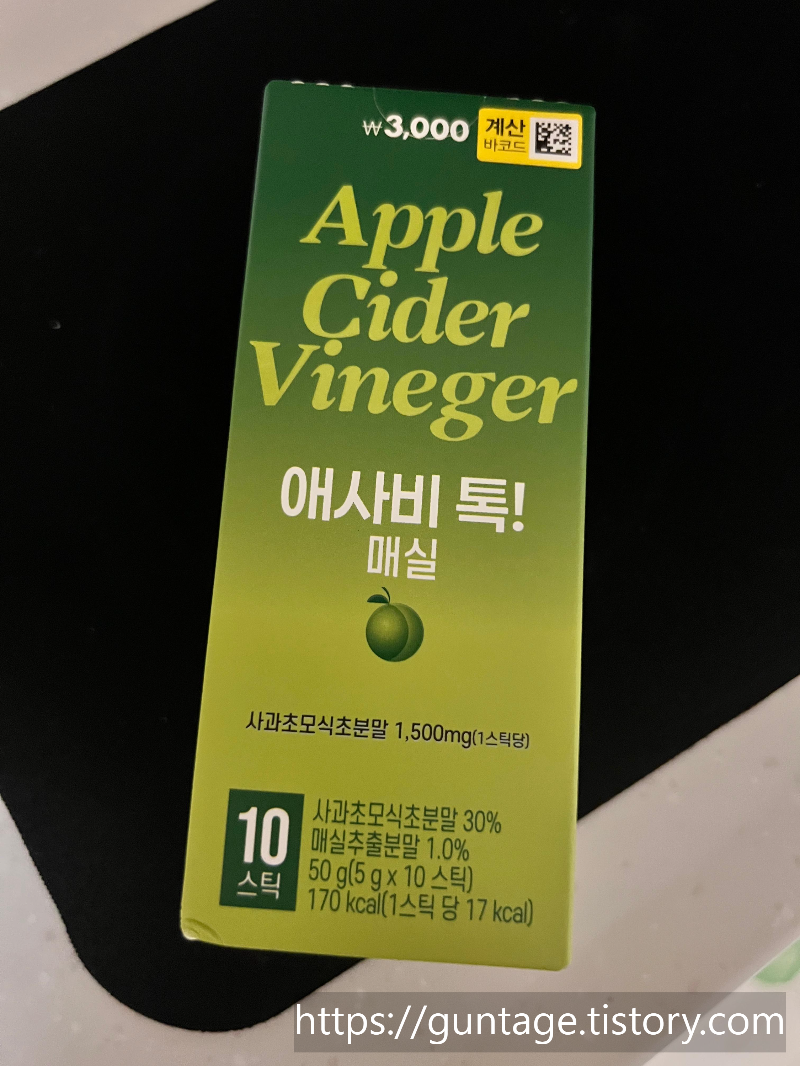 ₩3,000
계산
바코드
Apple
Cider
Vineger
애사비 톡!
매실
사과초모식초분말 1,500mg(1스틱당)
10
스틱
사과초모식초분말 30%
매실추출분말 1.0%
50 g(5 g x 10 스틱)
170 kcal(1스틱 당 17 kcal)
https://guntage.tistory.com